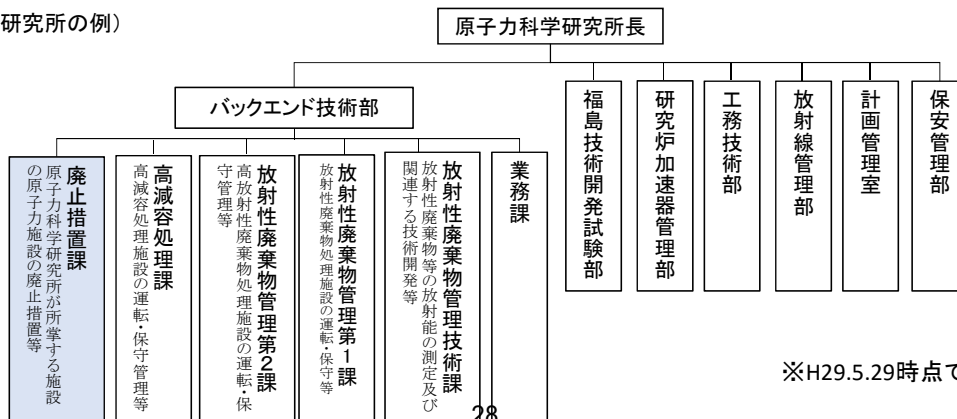 研究所の例）
原子力科学研究所長
バックエンド技術部
保安管理部
計画管理室
放射線管理部
工務技術部
研究炉加速器管理部
福島技術開発試験部
業務課
放射性廃棄物管理技術課
放射性廃棄物等の放射能の測定及び
関連する技術開発等
放射性廃棄物管理第１課
放射性廃棄物処理施設の運転・保守等
放射性廃棄物管理第２課
高放射性廃棄物処理施設の運転・保
守管理等
高減容処理課
高減容処理施設の運転・保守管理等
廃止措置課
原子力科学研究所が所掌する施設
の原子力施設の廃止措置等
※H29.5.29時点で
28